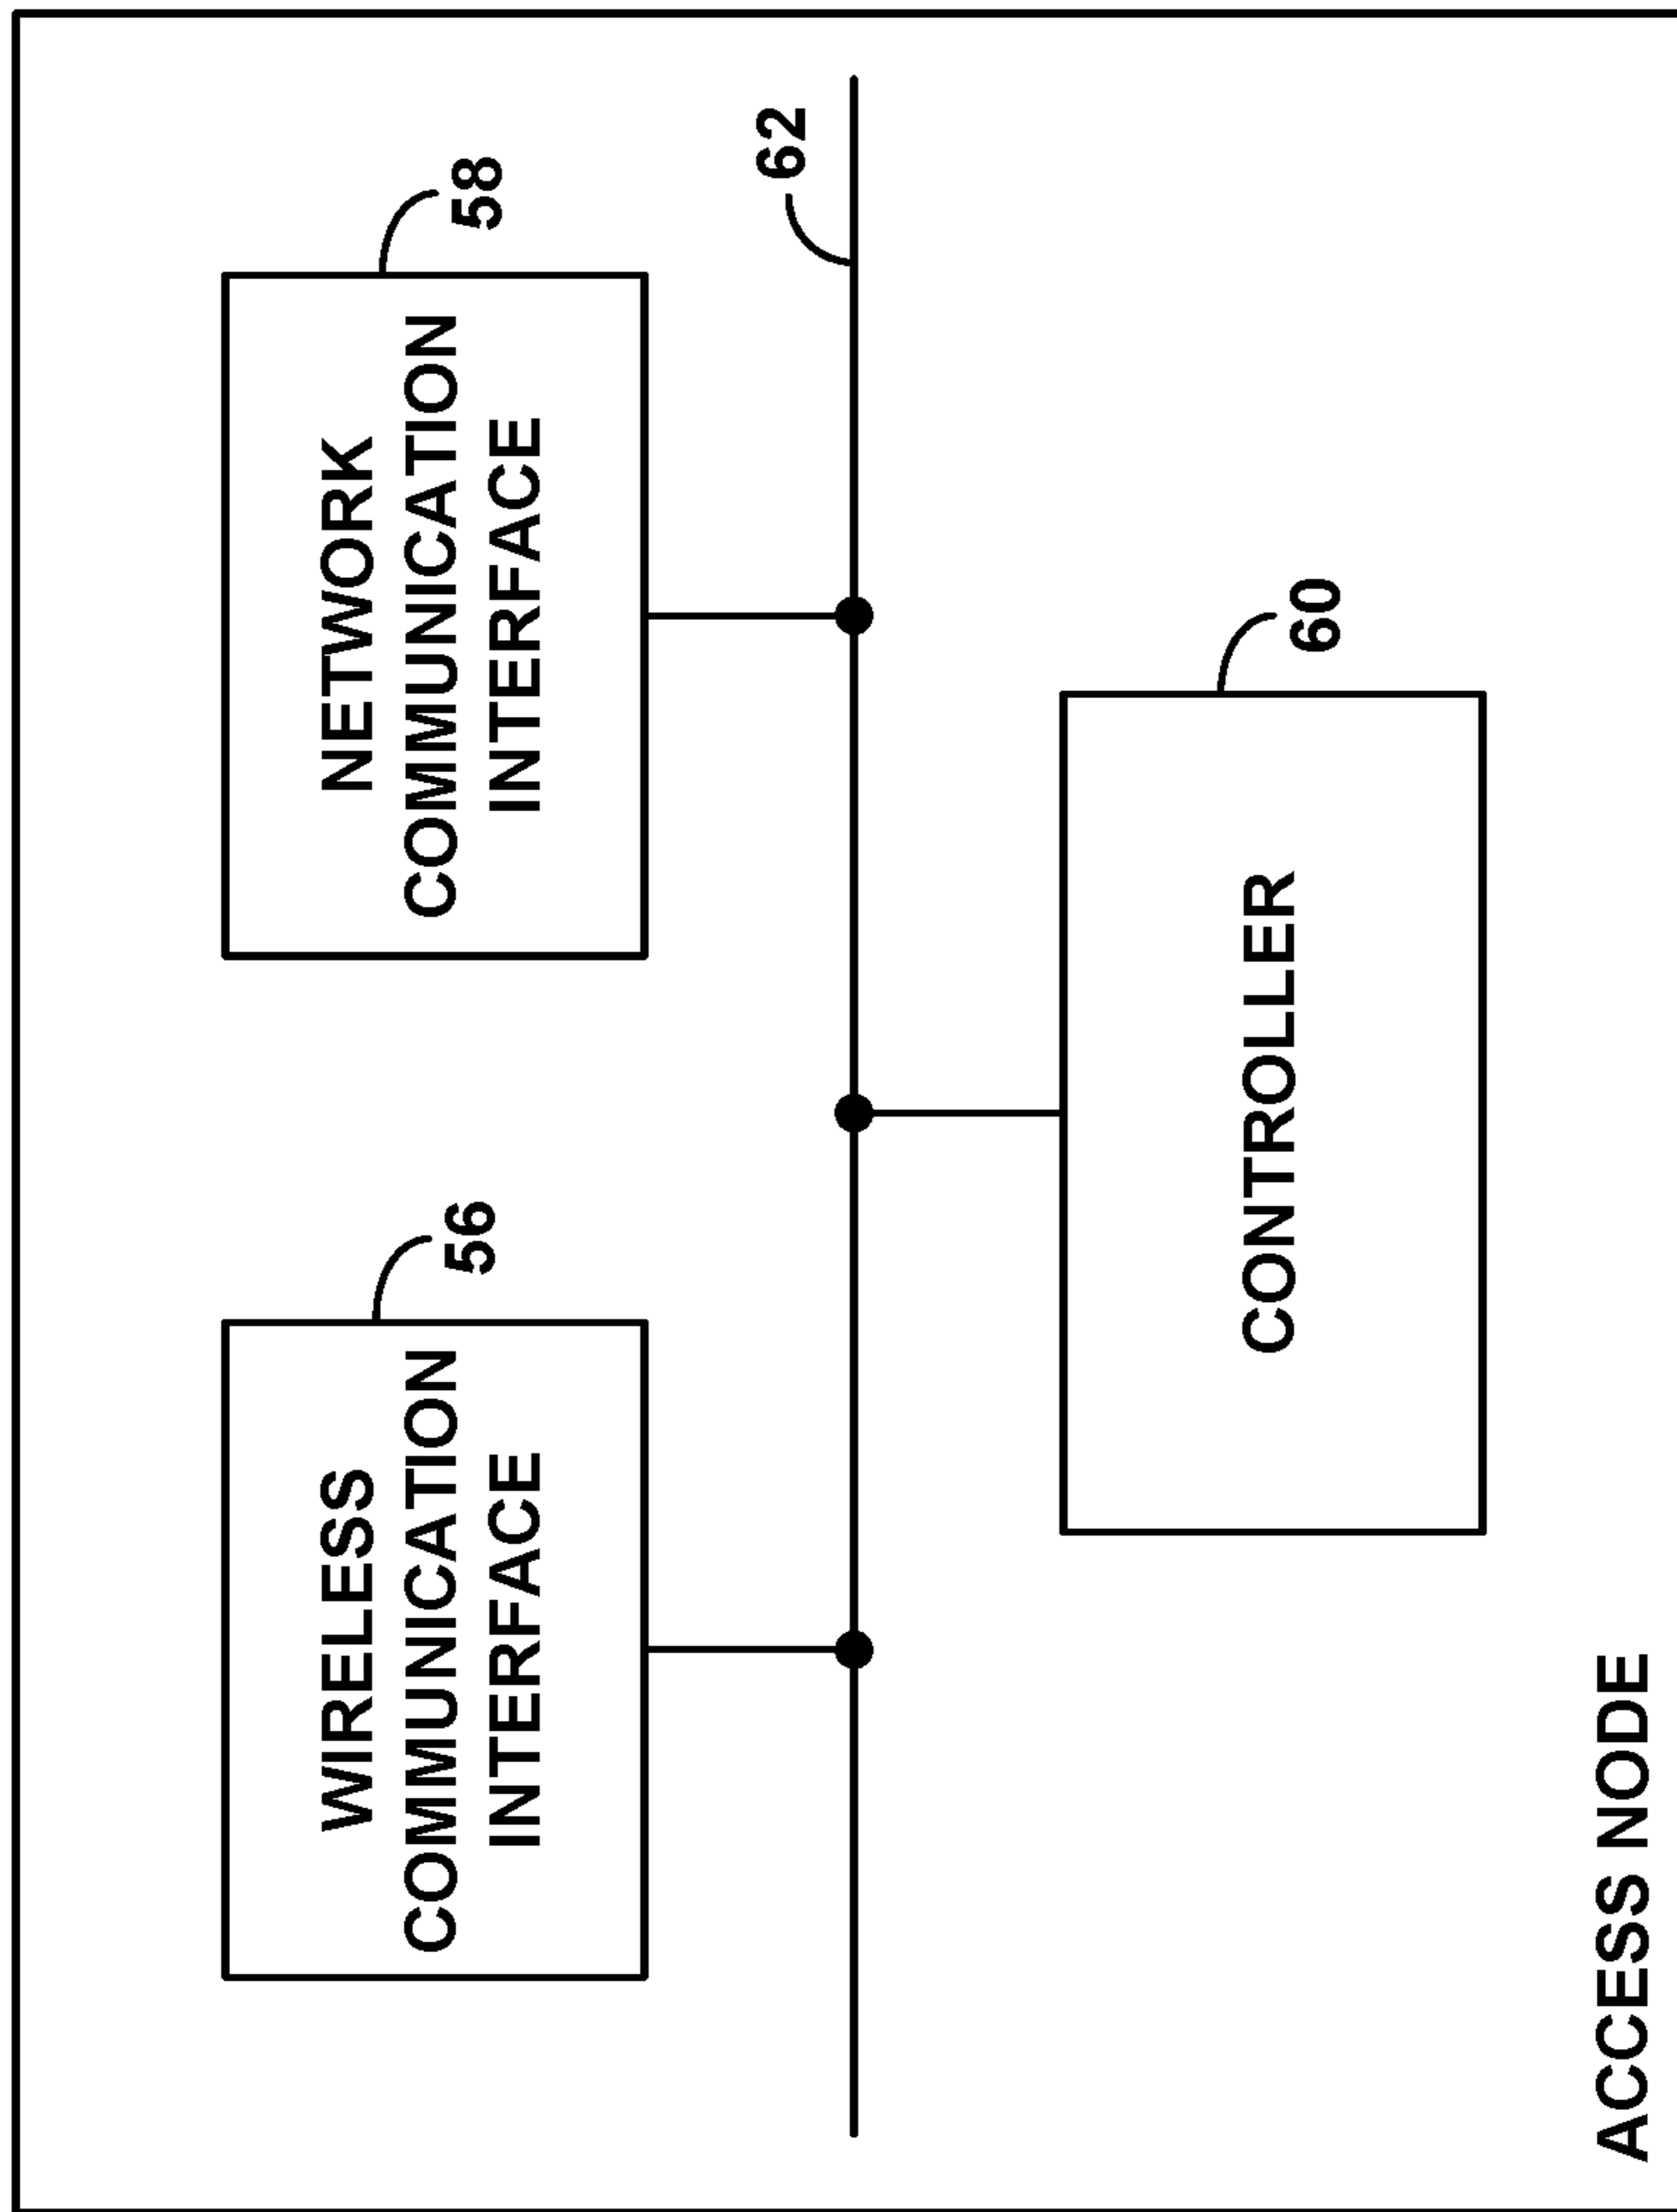 WIRELESS
COMMUNICATION
INTERFACE
56
NETWORK
COMMUNICATION
INTERFACE
58
62
CONTROLLER
60
ACCESS NODE